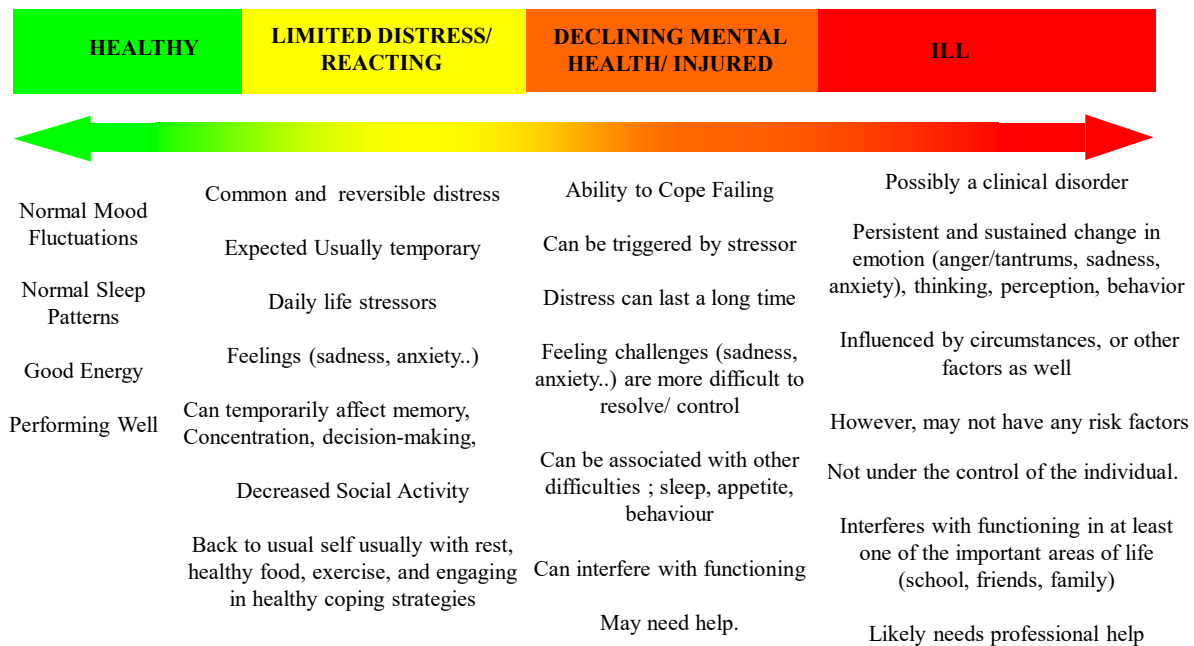 HEALTHY
LIMITED DISTRESS/
REACTING
DECLINING MENTAL
HEALTH/ INJURED
ILL
Normal Mood
Fluctuations
Normal Sleep
Patterns
Good Energy
Performing Well
Common and reversible distress
Expected Usually temporary
Daily life stressors
Feelings (sadness, anxiety..)
Can temporarily affect memory,
Concentration, decision-making,
Decreased Social Activity
Back to usual self usually with rest,
healthy food, exercise, and engaging
in healthy coping strategies
Ability to Cope Failing
Can be triggered by stressor
Distress can last a long time
Feeling challenges (sadness,
anxiety..) are more difficult to
resolve/ control
Can be associated with other
difficulties ; sleep, appetite,
behaviour
Can interfere with functioning
May need help.
Possibly a clinical disorder
Persistent and sustained change in
emotion (anger/tantrums, sadness,
anxiety), thinking, perception, behavior
Influenced by circumstances, or other
factors as well
However, may not have any risk factors
Not under the control of the individual.
Interferes with functioning in at least
one of the important areas of life
(school, friends, family)
Likely needs professional help